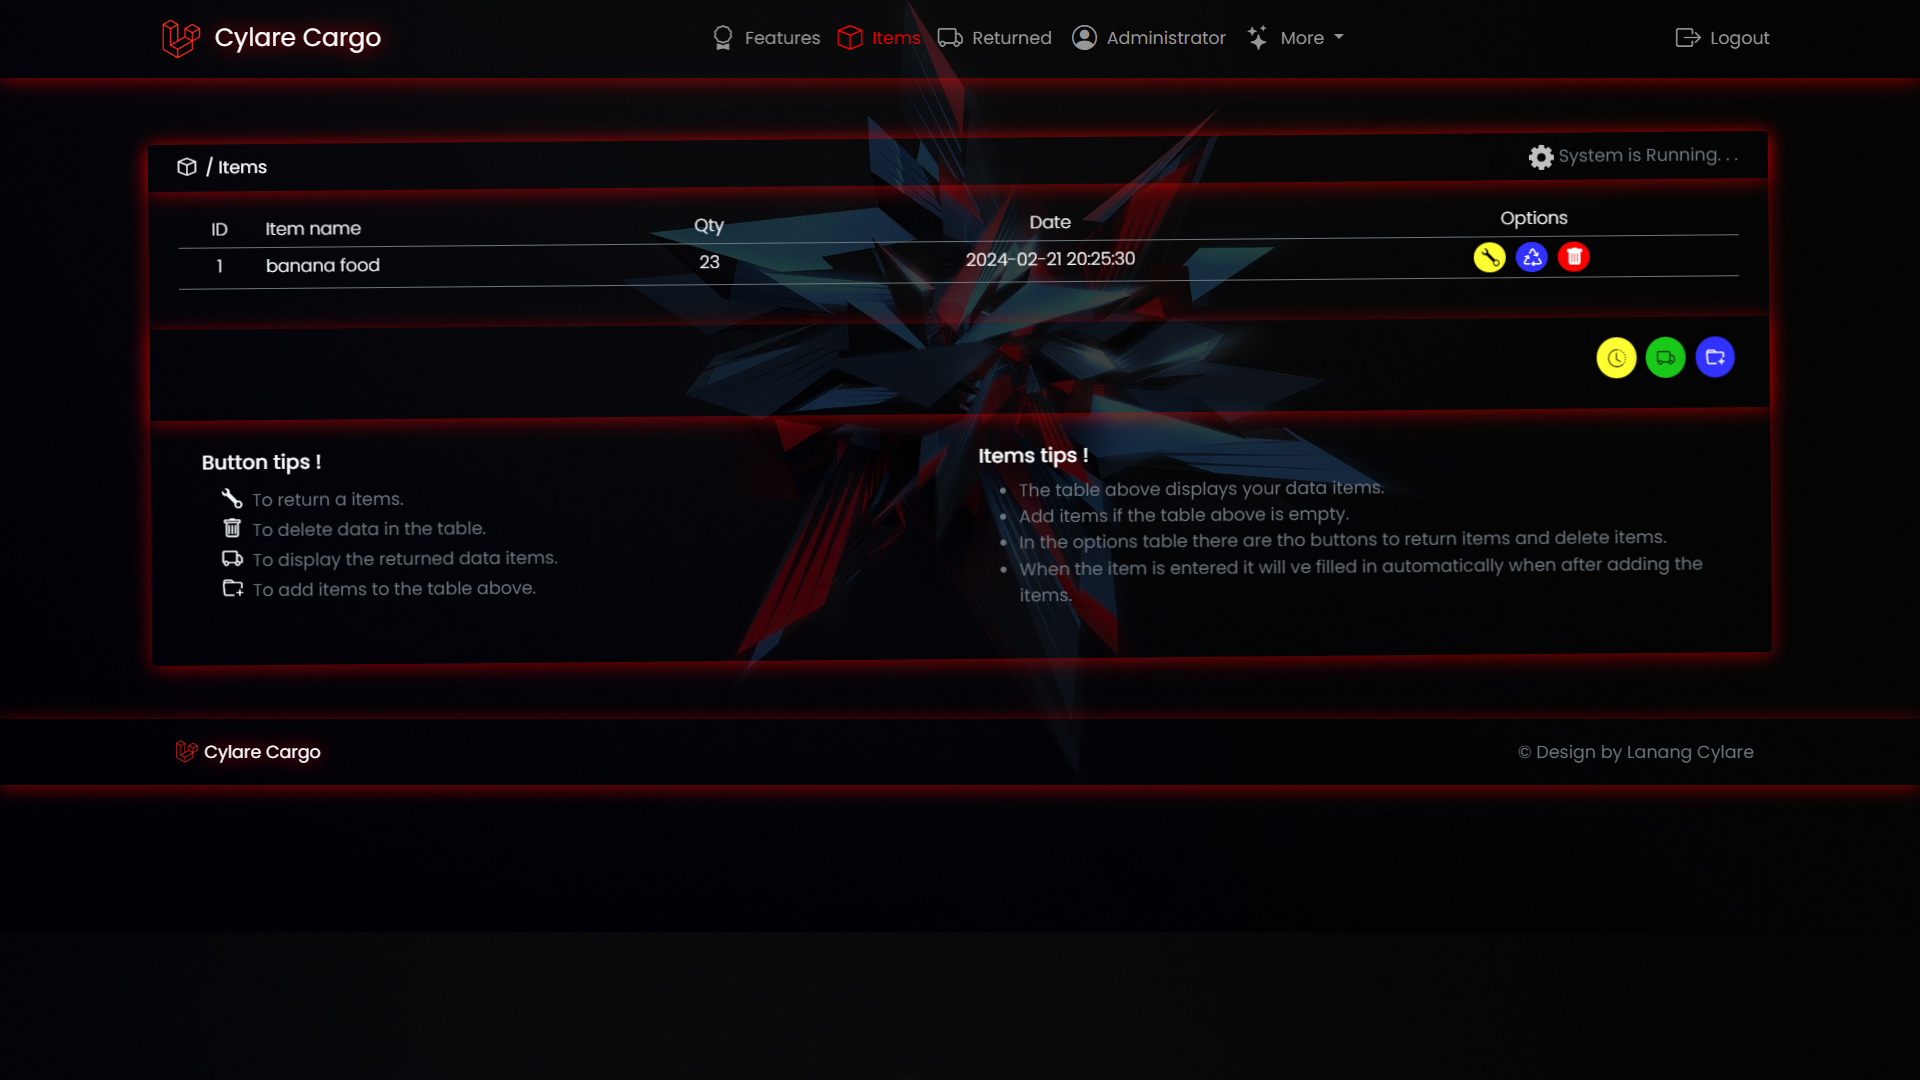 Cylare Cargo
Features Items Returned Administrator More Logout
/ Items
System is Running. . .
ID Item name Qty Date Options
1 banana food 23 2024-02-21 20:25:30
Button tips !
To return a items.
To delete data in the table.
To display the returned data items.
To add items to the table above.
Items tips !
The table above displays your data items.
Add items if the table above is empty.
In the options table there are tho buttons to return items and delete items.
When the item is entered it will ve filled in automatically when after adding the
items.
Cylare Cargo
© Design by Lanang Cylare